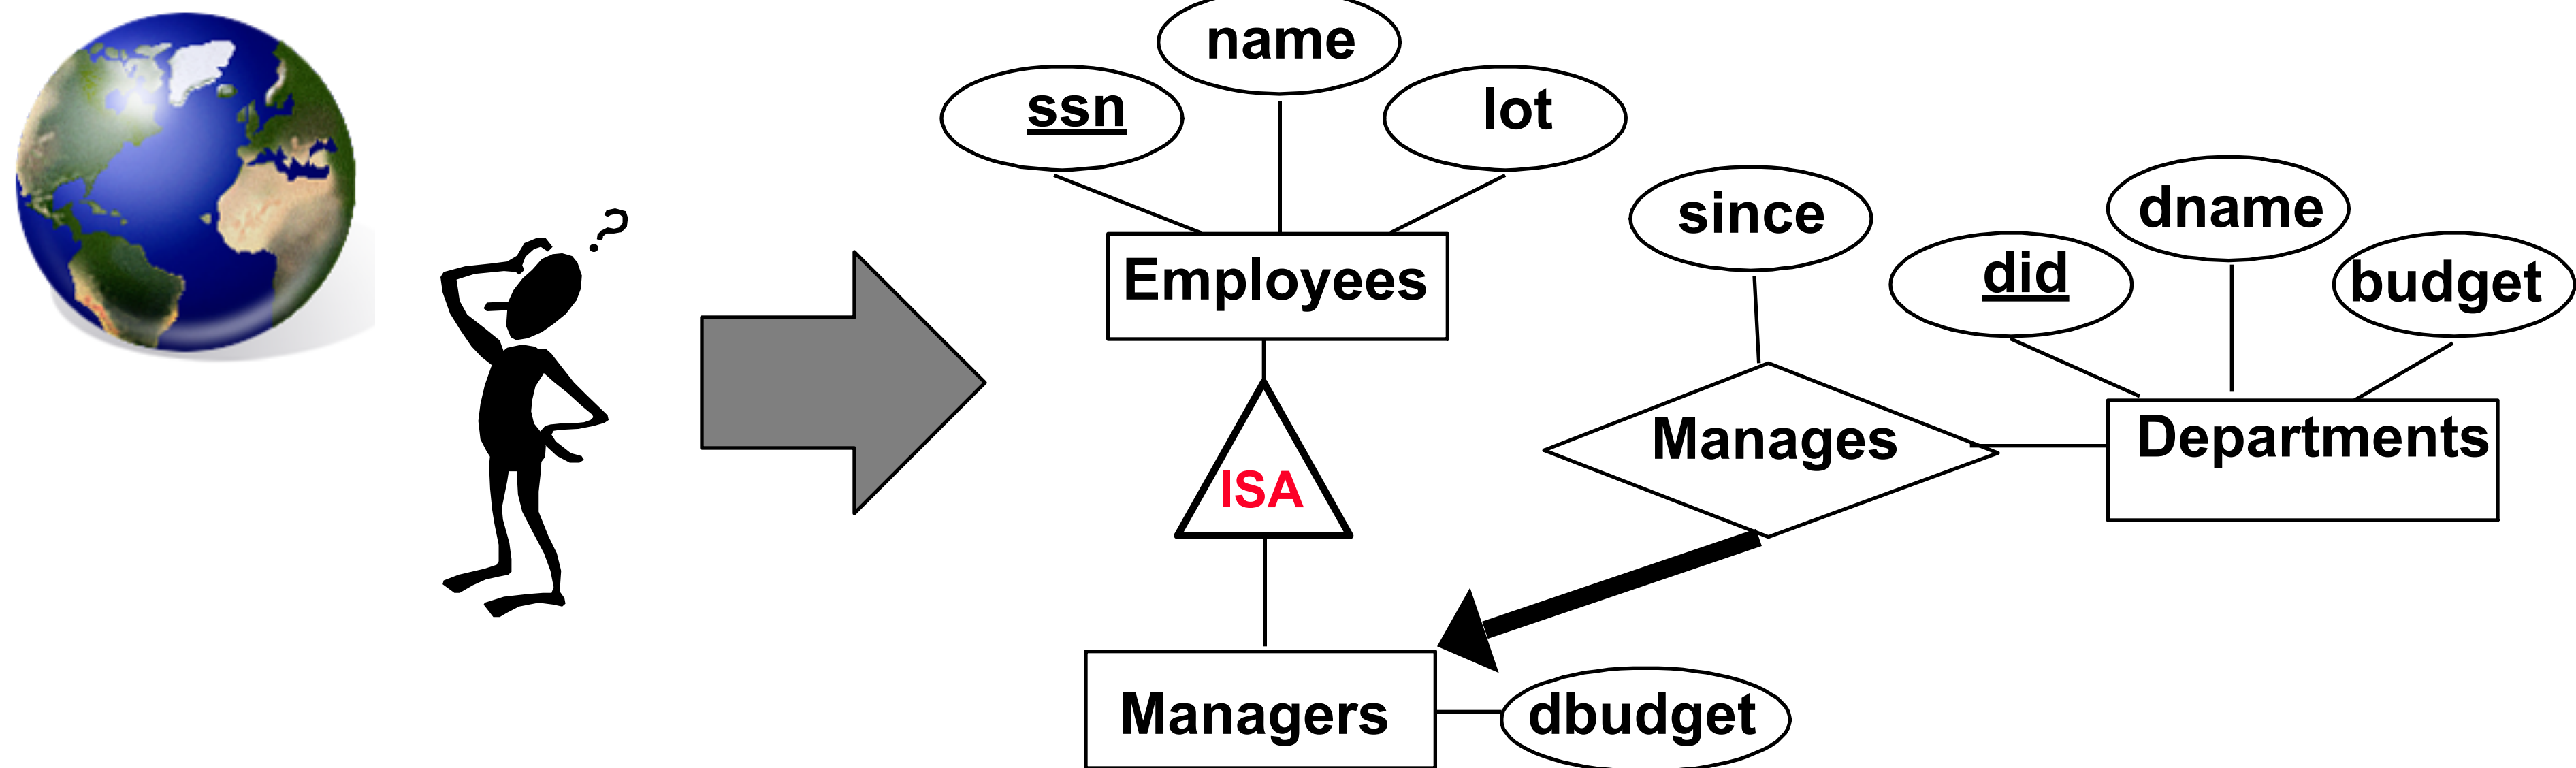 name
ssn
lot
?
since
dname
did
budget
Employees
Manages
Departments
ISA
Managers
dbudget